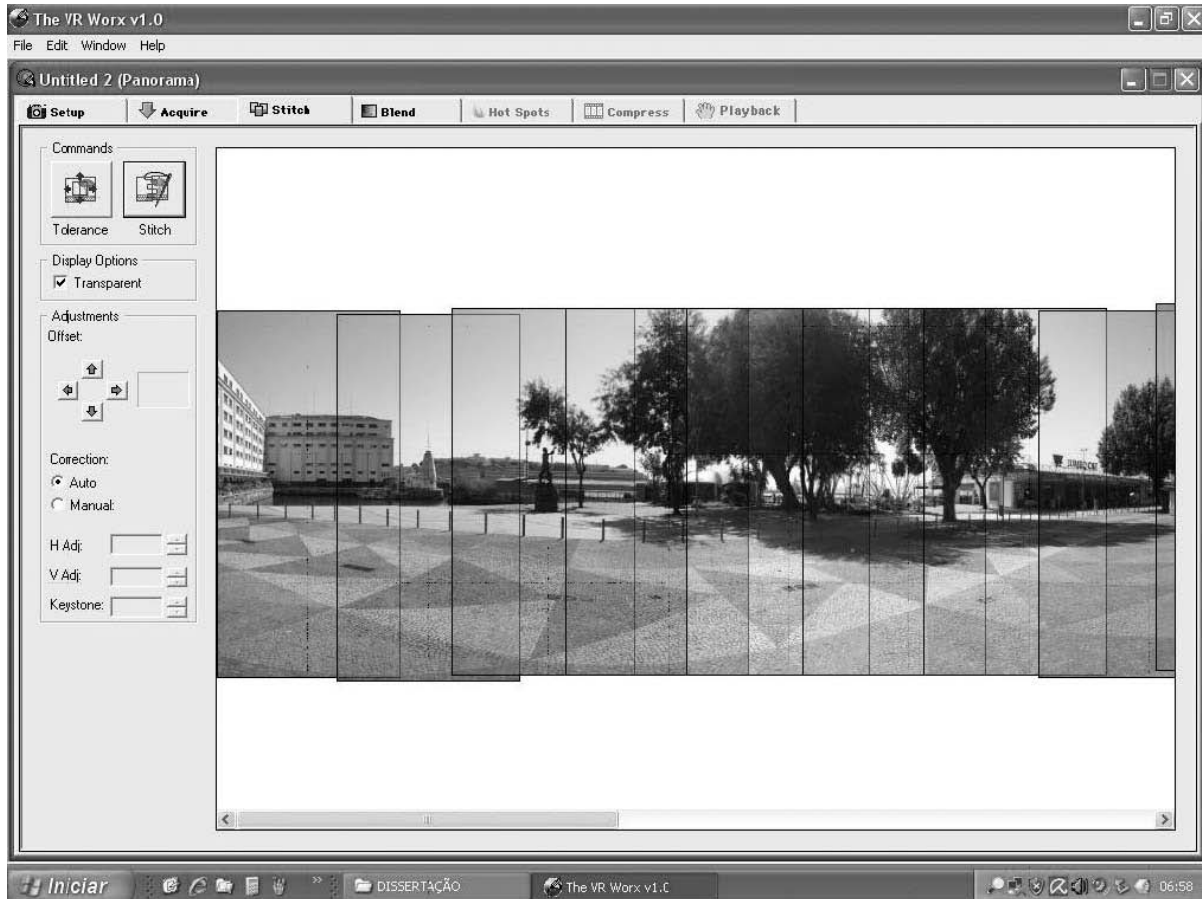 The VR Worx v1.0
File Edit Window Help
Untitled 2 (Panorama)
Setup Acquire Stitch Blend Hot Spots Compress Playback
Commands
Tolerance Stitch
Display Options
Transparent
Adjustments
Offset:
Correction:
Auto
Manual:
H Adj:
V Adj:
Keystone:
Iniciar DISSERTAÇÃO The VR Worx v1.0 06:58